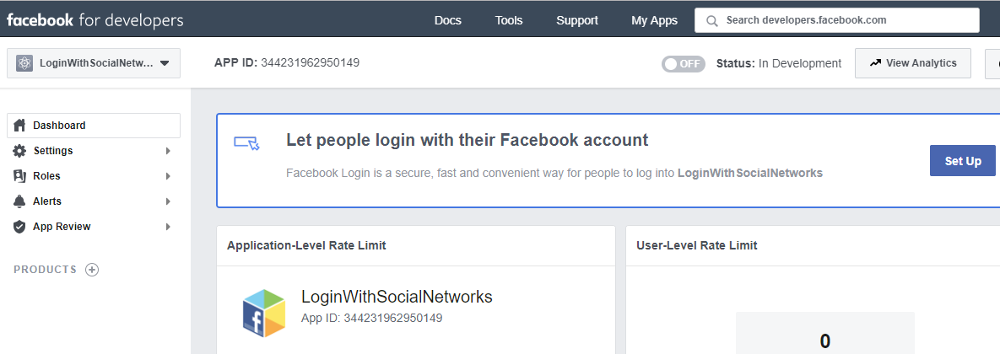 facebook for developers Docs Tools Support My Apps Search developers.facebook.com
LoginWithSocialNetw... APP ID: 344231962950149 OFF Status: In Development View Analytics
Dashboard
Settings
Roles
Alerts
App Review
PRODUCTS
Let people login with their Facebook account
Facebook Login is a secure, fast and convenient way for people to log into LoginWithSocialNetworks
Set Up
Application-Level Rate Limit
LoginWithSocialNetworks
App ID: 344231962950149
User-Level Rate Limit
0